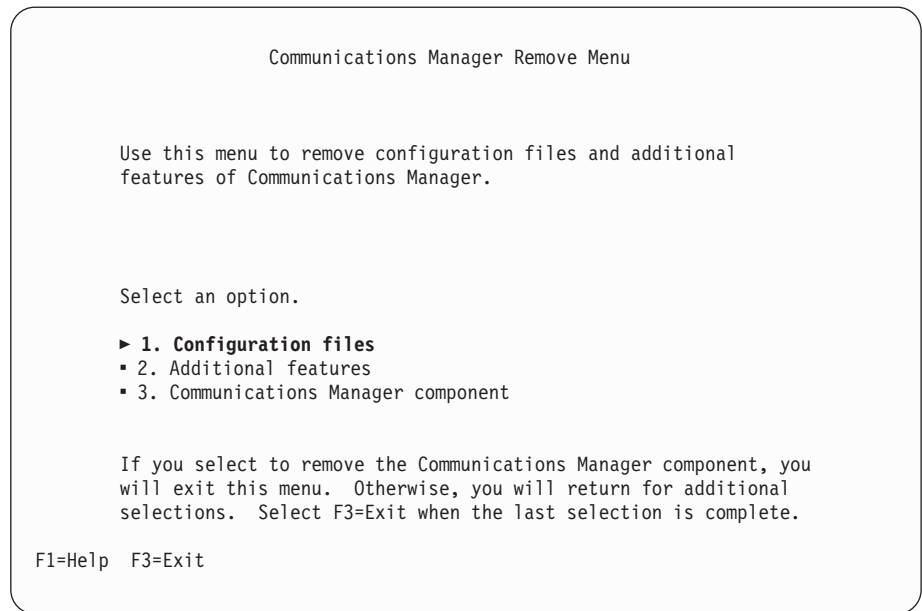 Communications Manager Remove Menu
Use this menu to remove configuration files and additional
features of Communications Manager.
Select an option.
► 1. Configuration files
▪ 2. Additional features
▪ 3. Communications Manager component
If you select to remove the Communications Manager component, you
will exit this menu.  Otherwise, you will return for additional
selections.  Select F3=Exit when the last selection is complete.
F1=Help  F3=Exit